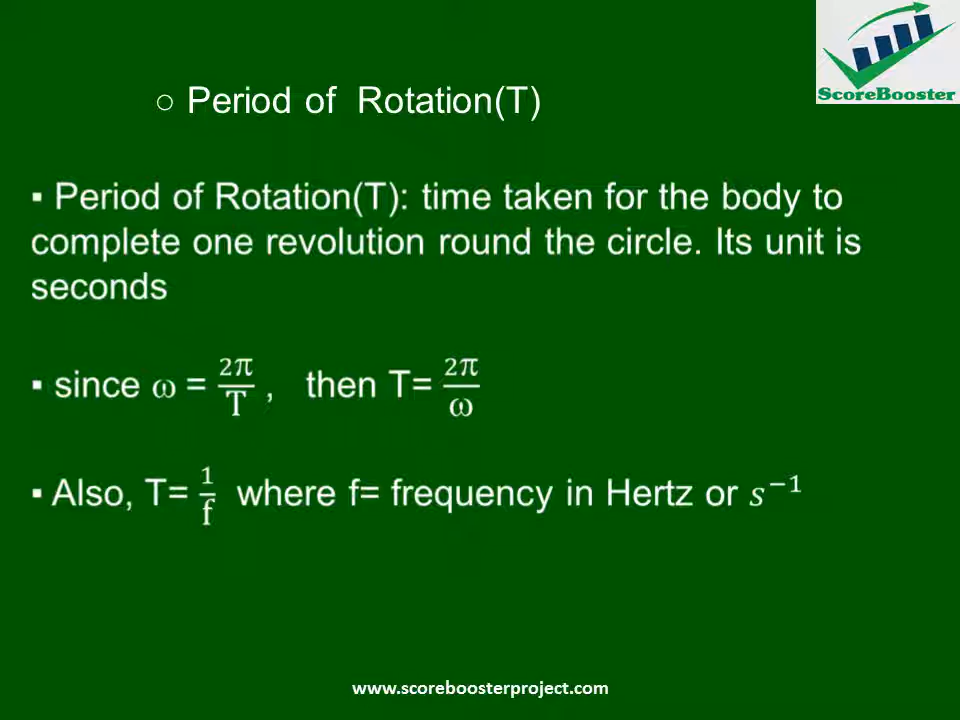 ScoreBooster
○ Period of Rotation(T)
▪ Period of Rotation(T): time taken for the body to
complete one revolution round the circle. Its unit is
seconds
▪ since ω = 2π/T , then T= 2π/ω
▪ Also, T= 1/f where f= frequency in Hertz or s⁻¹
www.scoreboosterproject.com